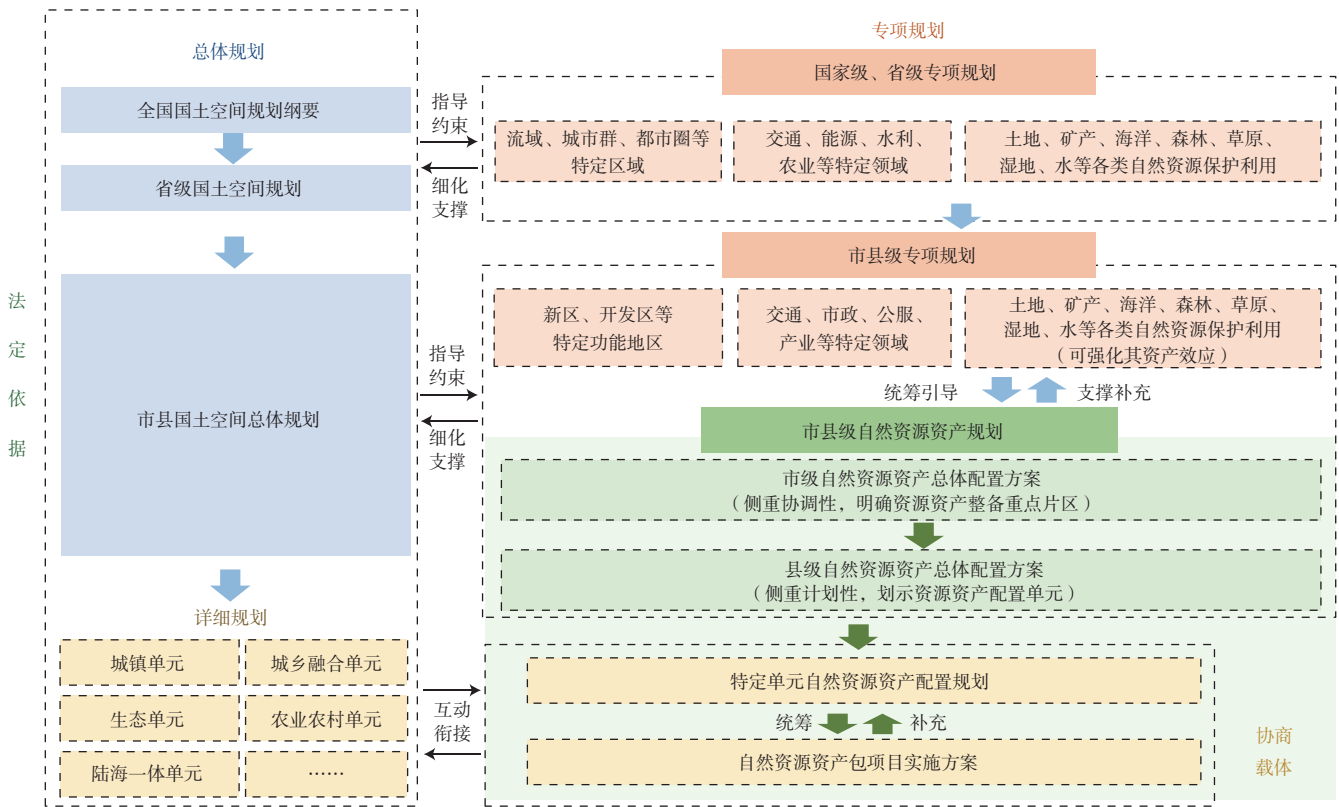 法
定
依
据
总体规划
全国国土空间规划纲要
省级国土空间规划
市县国土空间总体规划
详细规划
城镇单元
城乡融合单元
生态单元
农业农村单元
陆海一体单元
……
指导
约束
细化
支撑
指导
约束
细化
支撑
互动
衔接
专项规划
国家级、省级专项规划
流域、城市群、都市圈等
特定区域
交通、能源、水利、
农业等特定领域
土地、矿产、海洋、森林、草原、
湿地、水等各类自然资源保护利用
市县级专项规划
新区、开发区等
特定功能地区
交通、市政、公服、
产业等特定领域
土地、矿产、海洋、森林、草原、
湿地、水等各类自然资源保护利用
（可强化其资产效应）
统筹引导
支撑补充
市县级自然资源资产规划
市级自然资源资产总体配置方案
（侧重协调性，明确资源资产整备重点片区）
县级自然资源资产总体配置方案
（侧重计划性，划示资源资产配置单元）
特定单元自然资源资产配置规划
统筹
补充
自然资源资产包项目实施方案
协商
载体